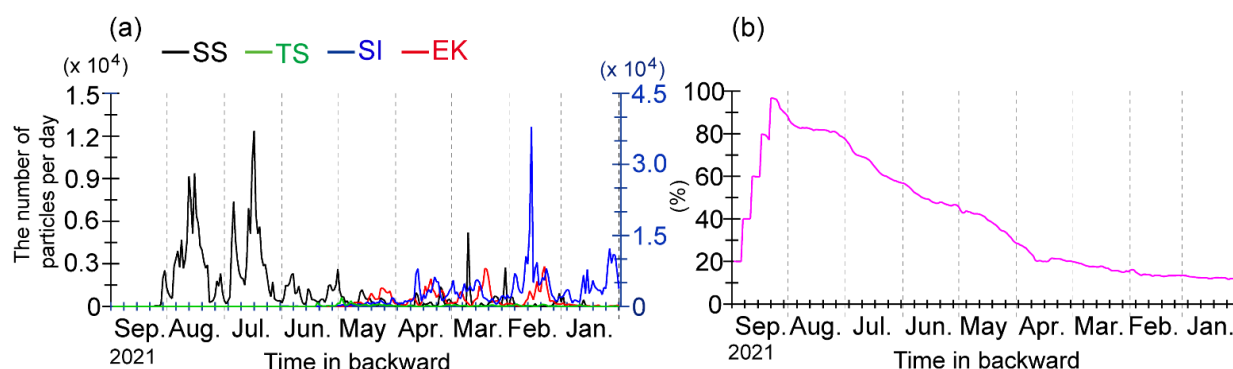 (a)
SS TS SI EK
(x 10⁴)
(x 10⁴)
The number of
particles per day
1.5
1.2
0.9
0.6
0.3
0
4.5
3.0
1.5
0
Sep. Aug. Jul. Jun. May Apr. Mar. Feb. Jan.
2021
Time in backward
(b)
(%)
100
80
60
40
20
0
Sep. Aug. Jul. Jun. May Apr. Mar. Feb. Jan.
2021
Time in backward